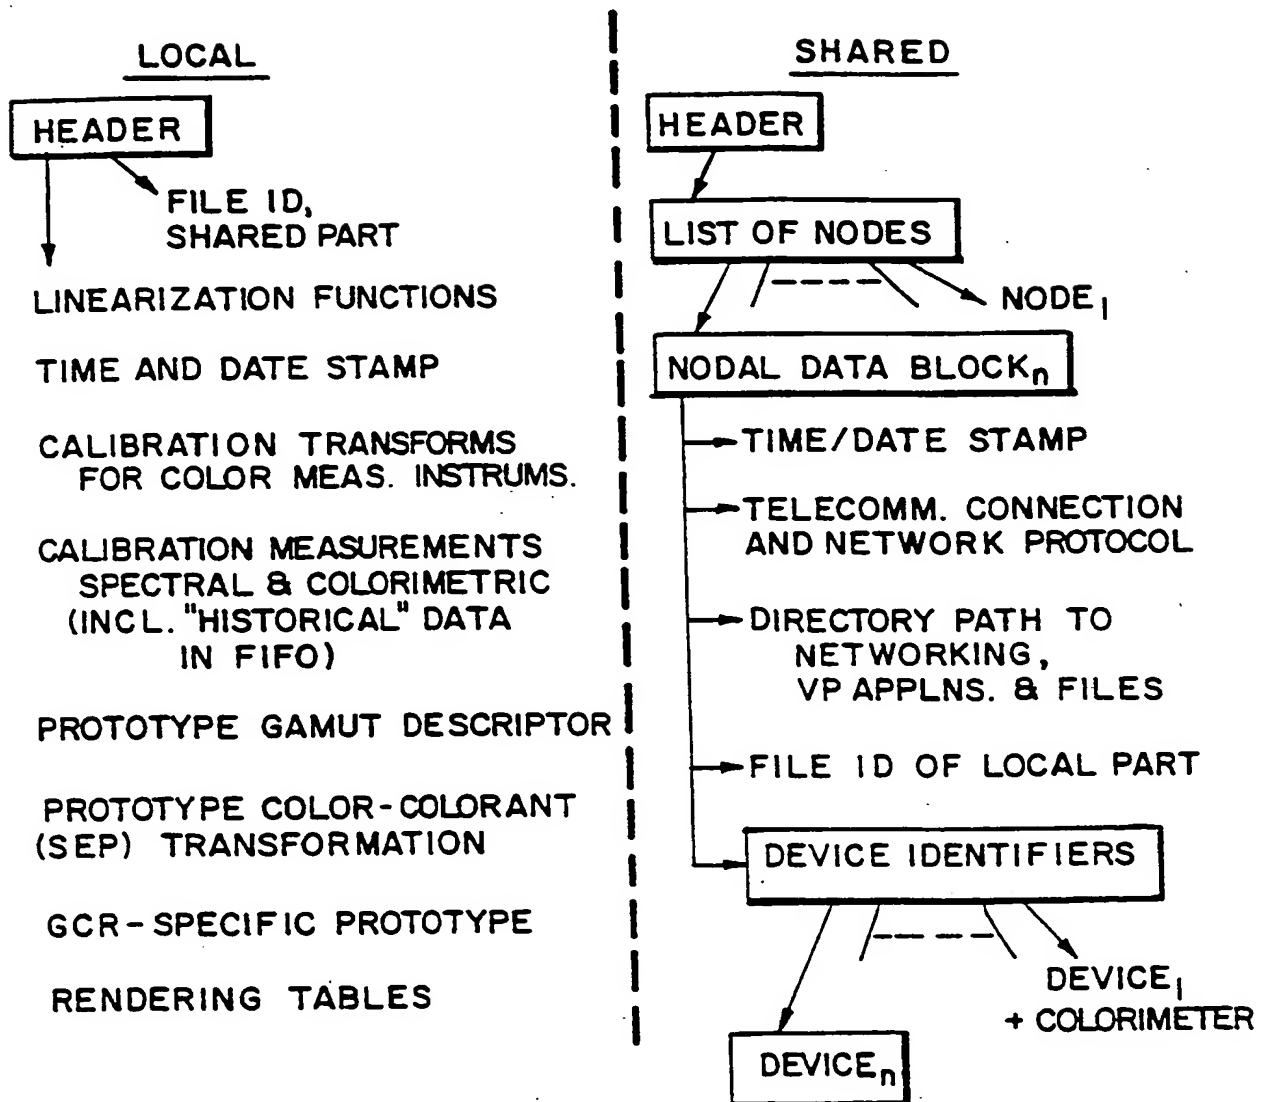 LOCAL
HEADER
FILE ID,
SHARED PART
LINEARIZATION FUNCTIONS
TIME AND DATE STAMP
CALIBRATION TRANSFORMS
FOR COLOR MEAS. INSTRUMS.
CALIBRATION MEASUREMENTS
SPECTRAL & COLORIMETRIC
(INCL. "HISTORICAL" DATA
IN FIFO)
PROTOTYPE GAMUT DESCRIPTOR
PROTOTYPE COLOR-COLORANT
(SEP) TRANSFORMATION
GCR-SPECIFIC PROTOTYPE
RENDERING TABLES
SHARED
HEADER
LIST OF NODES
NODE₁
NODAL DATA BLOCKₙ
TIME/DATE STAMP
TELECOMM. CONNECTION
AND NETWORK PROTOCOL
DIRECTORY PATH TO
NETWORKING,
VP APPLNS. & FILES
FILE ID OF LOCAL PART
DEVICE IDENTIFIERS
DEVICE₁
+ COLORIMETER
DEVICEₙ